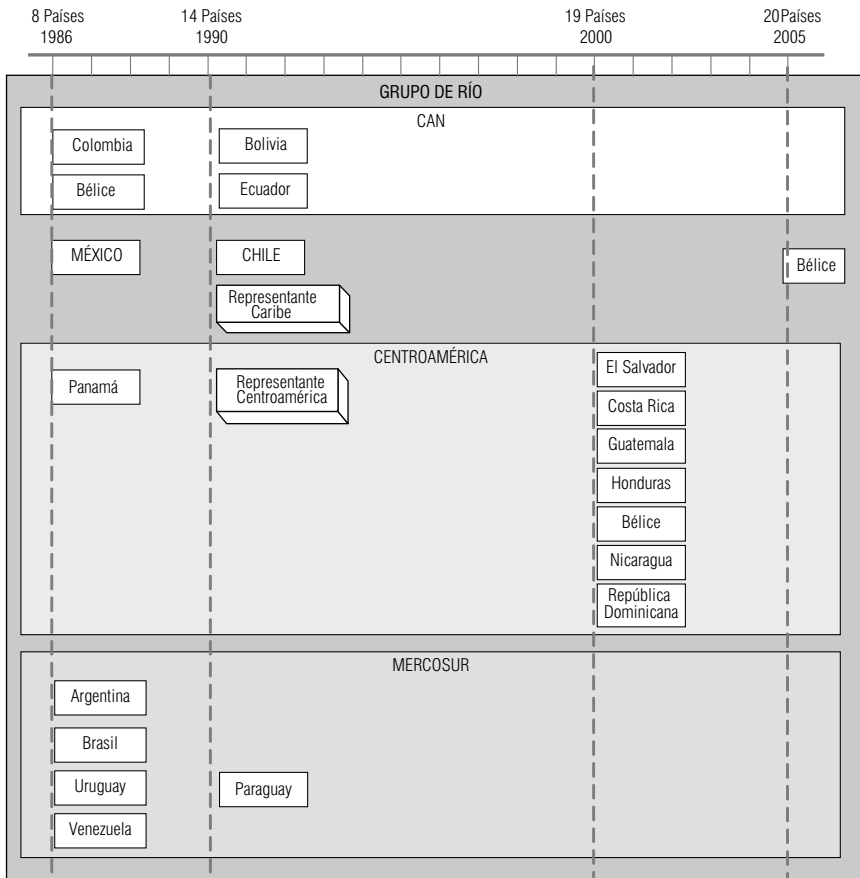 8 Países
14 Países
19 Países
20Países
1986
1990
2000
2005
GRUPO DE RÍO
CAN
Colombia
Bolivia
Bélice
Ecuador
MÉXICO
CHILE
Bélice
Representante
Caribe
CENTROAMÉRICA
Panamá
Representante
Centroamérica
El Salvador
Costa Rica
Guatemala
Honduras
Bélice
Nicaragua
República
Dominicana
MERCOSUR
Argentina
Brasil
Uruguay
Paraguay
Venezuela